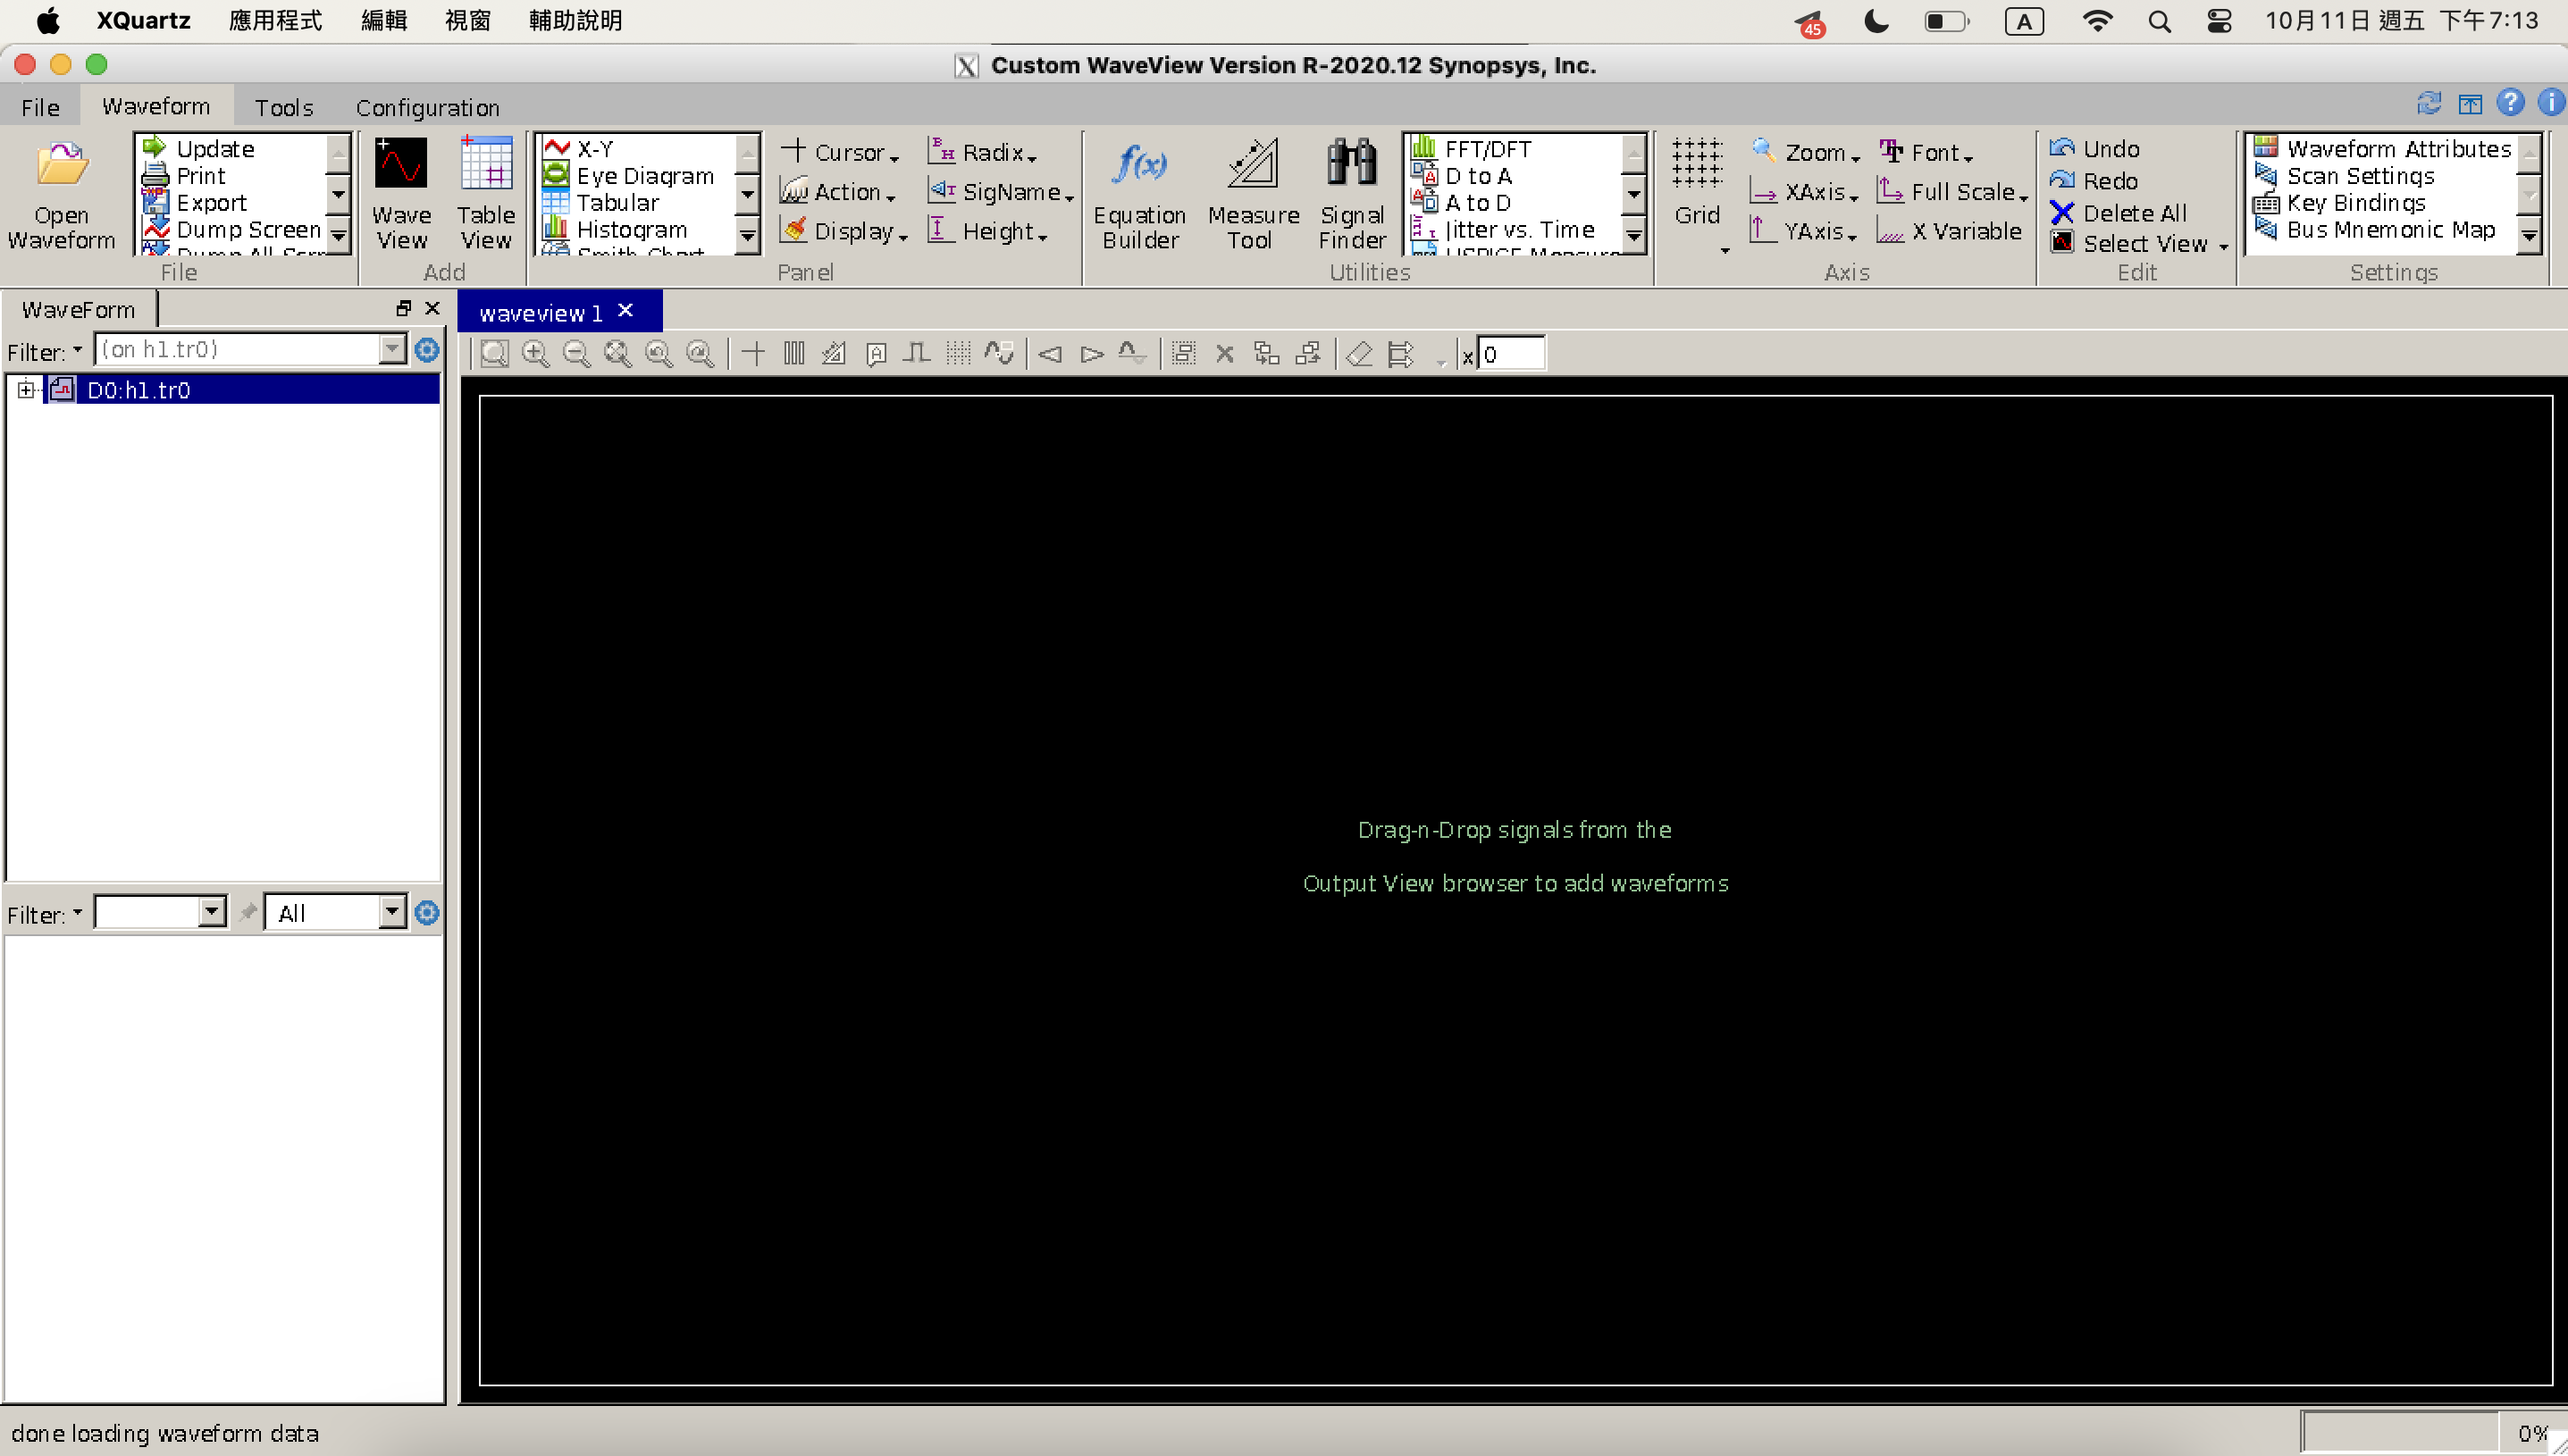 XQuartz 應用程式 編輯 視窗 輔助說明 45 A 10月11日 週五 下午7:13
Custom WaveView Version R-2020.12 Synopsys, Inc.
File Waveform Tools Configuration
Open Waveform
Update
Print
Export
Dump Screen
File
Wave View
Table View
Add
X-Y
Eye Diagram
Tabular
Histogram
Smith Chart
Cursor
Action
Display
Radix
SigName
Height
Panel
Equation Builder
Measure Tool
Signal Finder
FFT/DFT
D to A
A to D
Jitter vs. Time
HSPICE Measure
Utilities
Grid
Zoom
XAxis
YAxis
Font
Full Scale
X Variable
Axis
Undo
Redo
Delete All
Select View
Edit
Waveform Attributes
Scan Settings
Key Bindings
Bus Mnemonic Map
Settings
WaveForm
Filter: (on h1.tr0)
D0:h1.tr0
Filter: All
waveview 1
x 0
Drag-n-Drop signals from the
Output View browser to add waveforms
done loading waveform data
0%